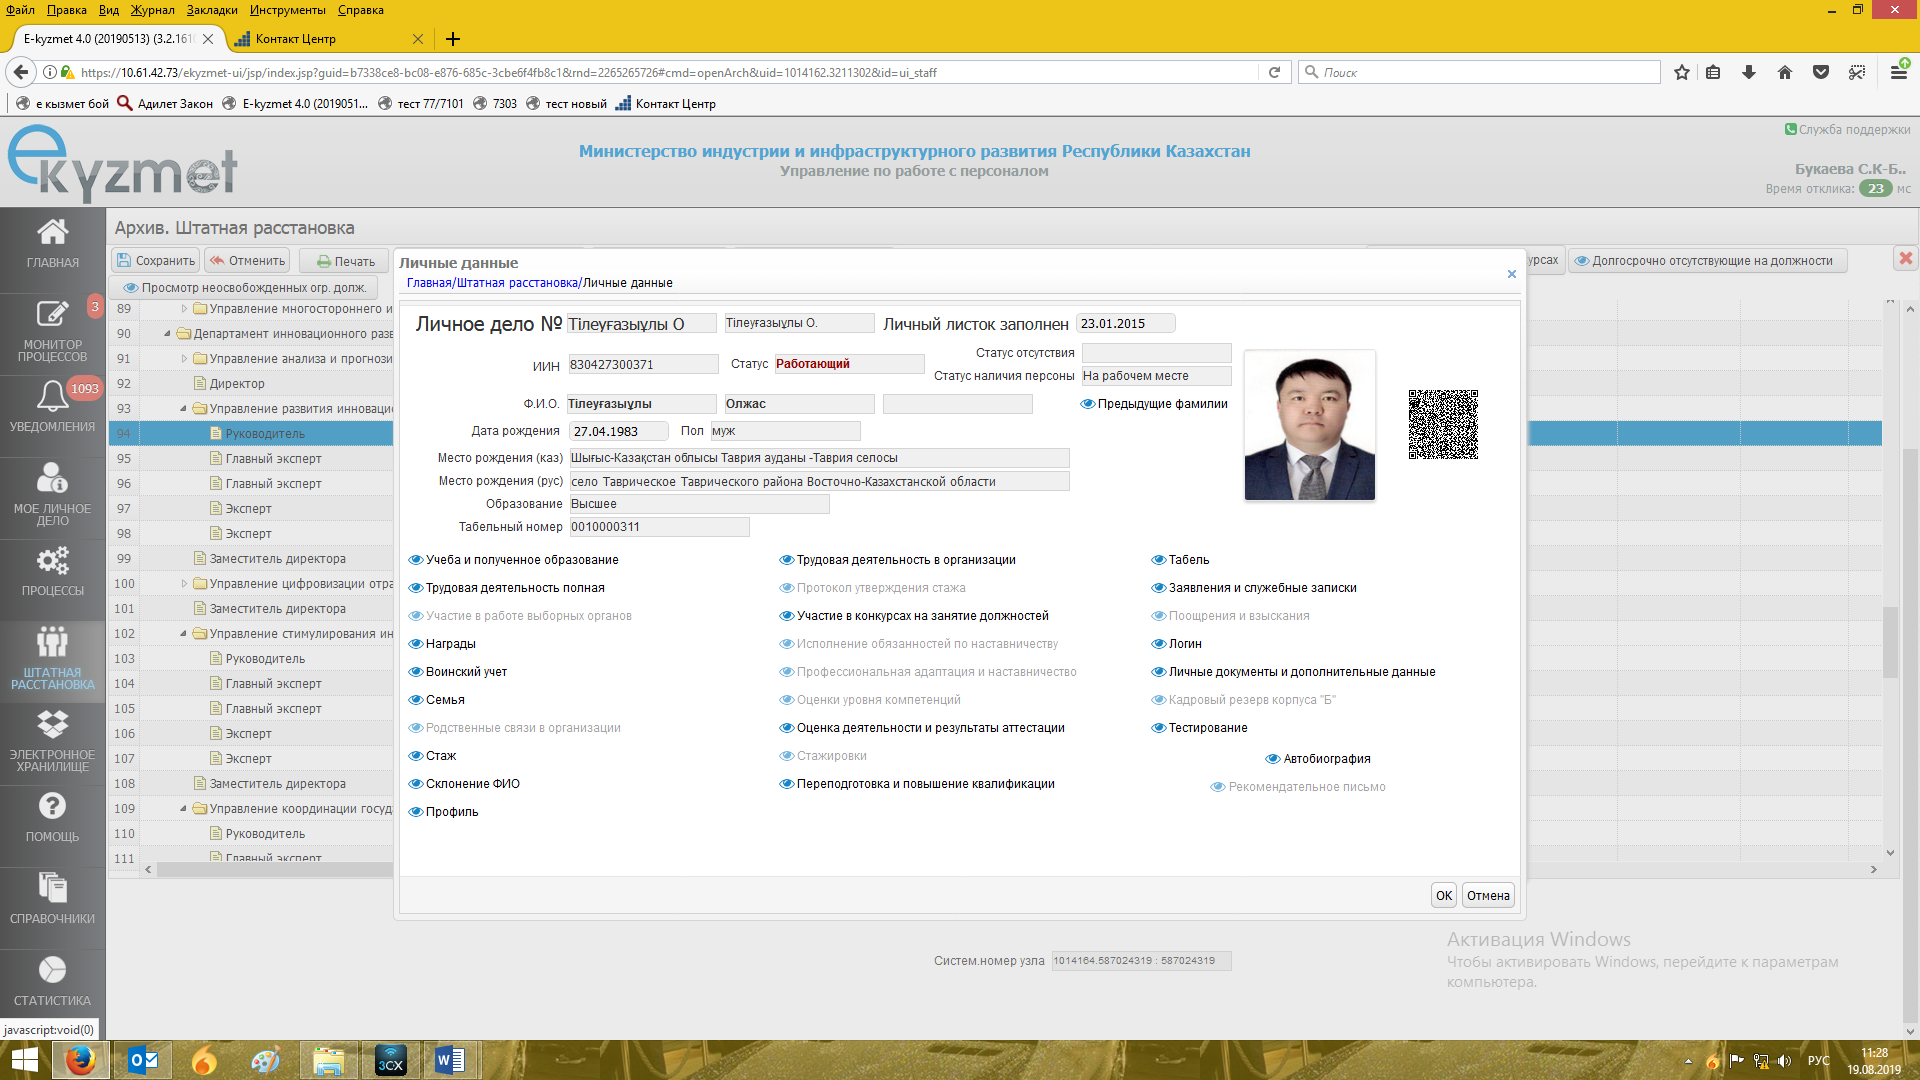 Файл Правка Вид Журнал Закладки Инструменты Справка
E-kyzmet 4.0 (20190513) (3.2.161
Контакт Центр
https://10.61.42.73/ekyzmet-ui/jsp/index.jsp?guid=b7338ce8-bc08-e876-685c-3cbe6f4fb8c1&rnd=2265265726#cmd=openArch&uid=1014162.3211302&id=ui_staff
Поиск
е кызмет бой Адилет Закон E-kyzmet 4.0 (2019051... тест 77/7101 7303 тест новый Контакт Центр
ekyzmet
Министерство индустрии и инфраструктурного развития Республики Казахстан
Управление по работе с персоналом
Служба поддержки
Букаева С.К-Б..
Время отклика: 23 мс
ГЛАВНАЯ
3
МОНИТОР ПРОЦЕССОВ
1093
УВЕДОМЛЕНИЯ
МОЕ ЛИЧНОЕ ДЕЛО
ПРОЦЕССЫ
ШТАТНАЯ РАССТАНОВКА
ЭЛЕКТРОННОЕ ХРАНИЛИЩЕ
ПОМОЩЬ
СПРАВОЧНИКИ
СТАТИСТИКА
javascript:void(0)
Архив. Штатная расстановка
Сохранить Отменить Печать
урсах Долгосрочно отсутствующие на должности
Просмотр неосвобожденных огр. долж.
89 Управление многостороннего и
90 Департамент инновационного разв
91 Управление анализа и прогнози
92 Директор
93 Управление развития инновацио
94 Руководитель
95 Главный эксперт
96 Главный эксперт
97 Эксперт
98 Эксперт
99 Заместитель директора
100 Управление цифровизации отра
101 Заместитель директора
102 Управление стимулирования ин
103 Руководитель
104 Главный эксперт
105 Главный эксперт
106 Эксперт
107 Эксперт
108 Заместитель директора
109 Управление координации госуд
110 Руководитель
111 Главный эксперт
Личные данные
Главная/Штатная расстановка/Личные данные
Личное дело № Тілеуғазыұлы О Тілеуғазыұлы О. Личный листок заполнен 23.01.2015
ИИН 830427300371 Статус Работающий
Статус отсутствия
Статус наличия персоны На рабочем месте
Ф.И.О. Тілеуғазыұлы Олжас Предыдущие фамилии
Дата рождения 27.04.1983 Пол муж
Место рождения (каз) Шығыс-Казақстан облысы Таврия ауданы -Таврия селосы
Место рождения (рус) село Таврическое Таврического района Восточно-Казахстанской области
Образование Высшее
Табельный номер 0010000311
Учеба и полученное образование Трудовая деятельность в организации Табель
Трудовая деятельность полная Протокол утверждения стажа Заявления и служебные записки
Участие в работе выборных органов Участие в конкурсах на занятие должностей Поощрения и взыскания
Награды Исполнение обязанностей по наставничеству Логин
Воинский учет Профессиональная адаптация и наставничество Личные документы и дополнительные данные
Семья Оценки уровня компетенций Кадровый резерв корпуса "Б"
Родственные связи в организации Оценка деятельности и результаты аттестации Тестирование
Стаж Стажировки Автобиография
Склонение ФИО Переподготовка и повышение квалификации Рекомендательное письмо
Профиль
OK Отмена
Систем.номер узла 1014164.587024319 : 587024319
Активация Windows
Чтобы активировать Windows, перейдите к параметрам
компьютера.
3CX
РУС
11:28
19.08.2019